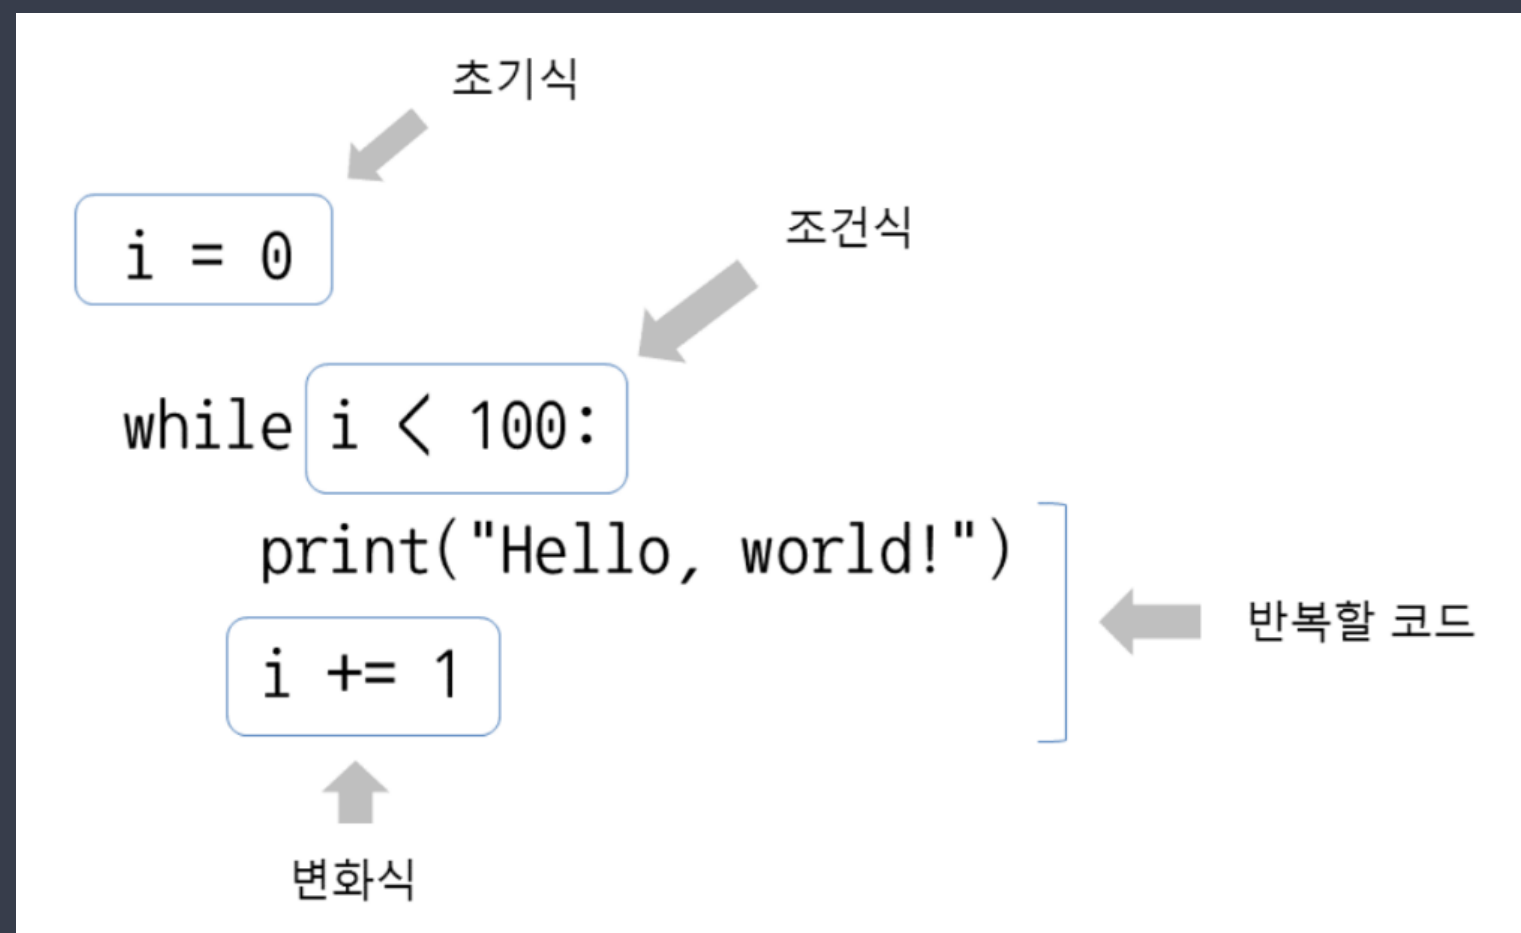 초기식
i = 0
조건식
while i < 100:
print("Hello, world!")
반복할 코드
i += 1
변화식